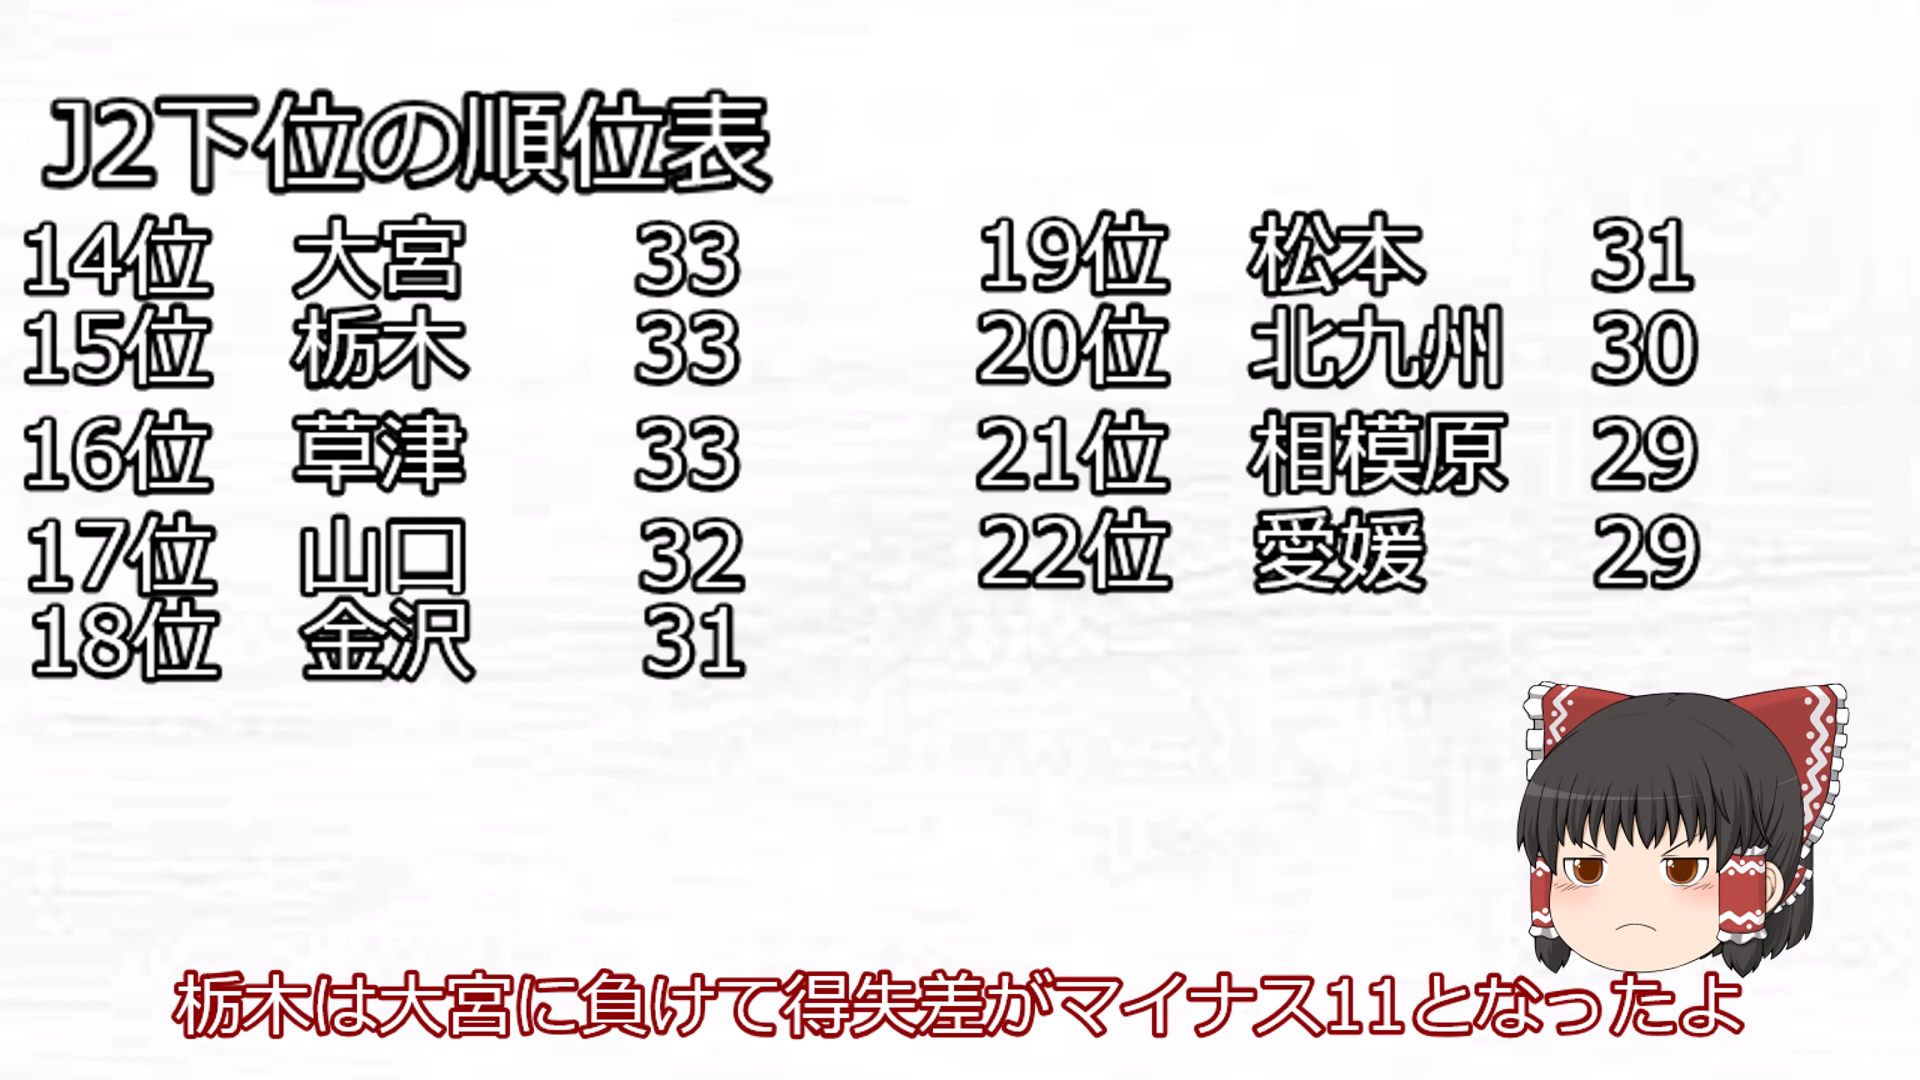 J2下位の順位表
14位 大宮 33
15位 栃木 33
16位 草津 33
17位 山口 32
18位 金沢 31
19位 松本 31
20位 北九州 30
21位 相模原 29
22位 愛媛 29
栃木は大宮に負けて得失差がマイナス11となったよ